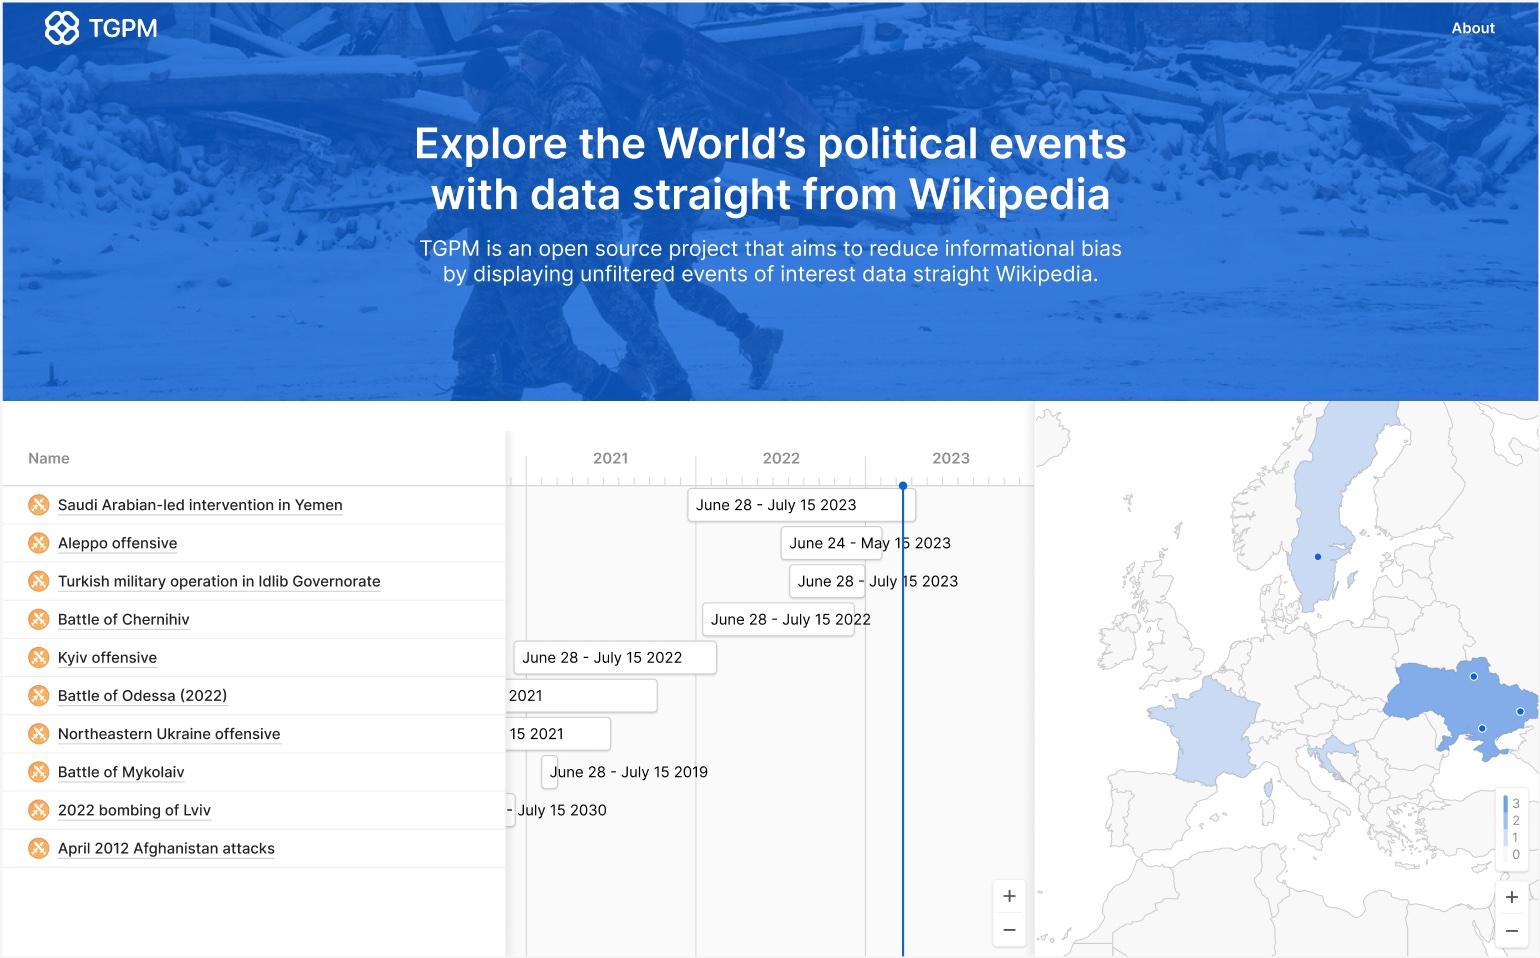 TGPM
About
Explore the World’s political events
with data straight from Wikipedia
TGPM is an open source project that aims to reduce informational bias
by displaying unfiltered events of interest data straight Wikipedia.
Name
2021
2022
2023
Saudi Arabian-led intervention in Yemen
June 28 - July 15 2023
Aleppo offensive
June 24 - May 15 2023
Turkish military operation in Idlib Governorate
June 28 - July 15 2023
Battle of Chernihiv
June 28 - July 15 2022
Kyiv offensive
June 28 - July 15 2022
Battle of Odessa (2022)
2021
Northeastern Ukraine offensive
15 2021
Battle of Mykolaiv
June 28 - July 15 2019
2022 bombing of Lviv
- July 15 2030
April 2012 Afghanistan attacks
3
2
1
0
+
−
+
−